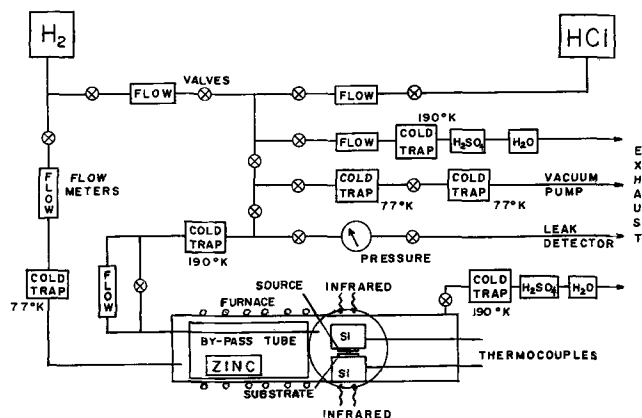 H2
HCl
VALVES
FLOW
FLOW
190°K
FLOW
COLD
TRAP
H2SO4
H2O
FLOW
FLOW
METERS
COLD
TRAP
77°K
COLD
TRAP
77°K
VACUUM
PUMP
EXHAUST
COLD
TRAP
190°K
PRESSURE
LEAK
DETECTOR
COLD
TRAP
77°K
FLOW
SOURCE
INFRARED
COLD
TRAP
190°K
H2SO4
H2O
FURNACE
BY-PASS TUBE
SI
ZINC
SI
THERMOCOUPLES
SUBSTRATE
INFRARED